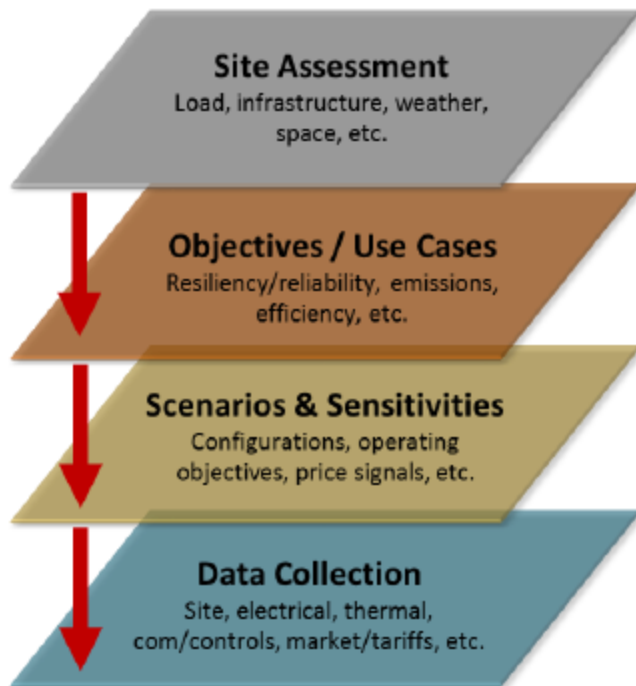 Site Assessment
Load, infrastructure, weather,
space, etc.
Objectives / Use Cases
Resiliency/reliability, emissions,
efficiency, etc.
Scenarios & Sensitivities
Configurations, operating
objectives, price signals, etc.
Data Collection
Site, electrical, thermal,
com/controls, market/tariffs, etc.